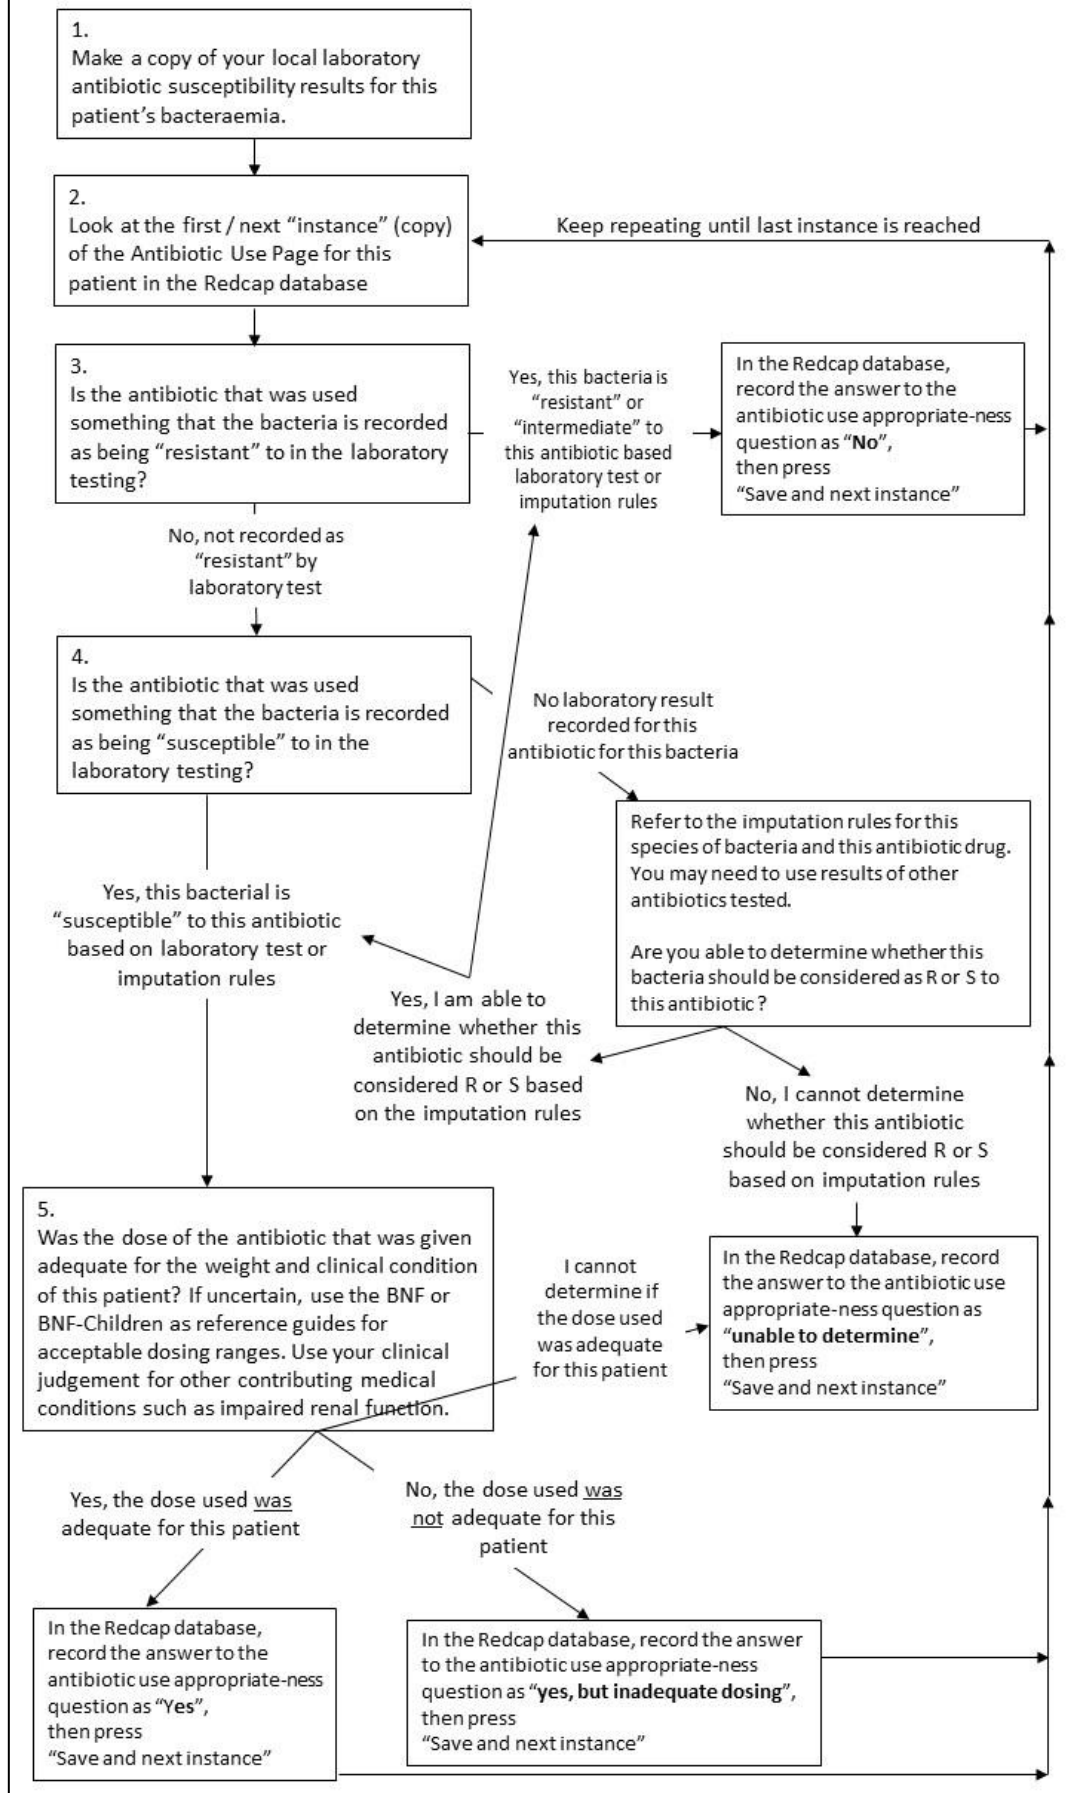 1.
Make a copy of your local laboratory
antibiotic susceptibility results for this
patient’s bacteraemia.
2.
Look at the first / next “instance” (copy)
of the Antibiotic Use Page for this
patient in the Redcap database
Keep repeating until last instance is reached
3.
Is the antibiotic that was used
something that the bacteria is recorded
as being “resistant” to in the laboratory
testing?
Yes, this bacteria is
“resistant” or
“intermediate” to
this antibiotic based
laboratory test or
imputation rules
In the Redcap database,
record the answer to the
antibiotic use appropriate-ness
question as “No”,
then press
“Save and next instance”
No, not recorded as
“resistant” by
laboratory test
4.
Is the antibiotic that was used
something that the bacteria is recorded
as being “susceptible” to in the
laboratory testing?
No laboratory result
recorded for this
antibiotic for this bacteria
Refer to the imputation rules for this
species of bacteria and this antibiotic drug.
You may need to use results of other
antibiotics tested.
Are you able to determine whether this
bacteria should be considered as R or S to
this antibiotic ?
Yes, this bacterial is
“susceptible” to this antibiotic
based on laboratory test or
imputation rules
Yes, I am able to
determine whether this
antibiotic should be
considered R or S based
on the imputation rules
No, I cannot determine
whether this antibiotic
should be considered R or S
based on imputation rules
5.
Was the dose of the antibiotic that was given
adequate for the weight and clinical condition
of this patient? If uncertain, use the BNF or
BNF-Children as reference guides for
acceptable dosing ranges. Use your clinical
judgement for other contributing medical
conditions such as impaired renal function.
I cannot
determine if
the dose used
was adequate
for this patient
In the Redcap database, record
the answer to the antibiotic use
appropriate-ness question as
“unable to determine”,
then press
“Save and next instance”
Yes, the dose used was
adequate for this patient
No, the dose used was
not adequate for this
patient
In the Redcap database,
record the answer to the
antibiotic use appropriate-ness
question as “Yes”,
then press
“Save and next instance”
In the Redcap database, record the answer
to the antibiotic use appropriate-ness
question as “yes, but inadequate dosing”,
then press
“Save and next instance”